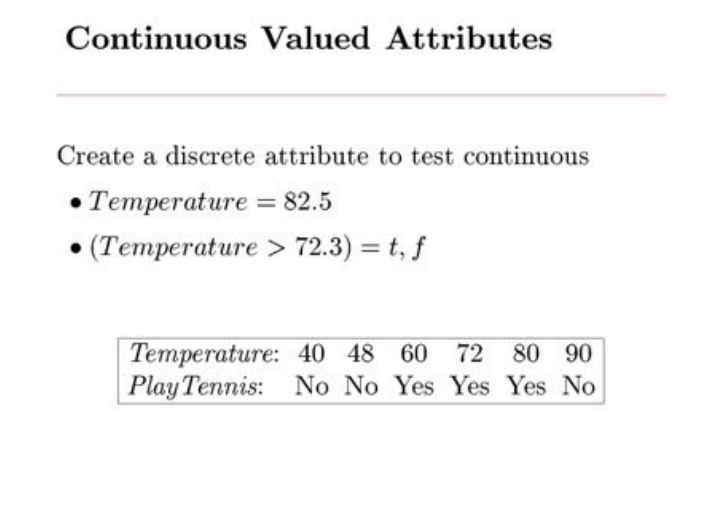 Continuous Valued Attributes
Create a discrete attribute to test continuous
• Temperature = 82.5
• (Temperature > 72.3) = t, f
Temperature: 40 48 60 72 80 90
PlayTennis: No No Yes Yes Yes No